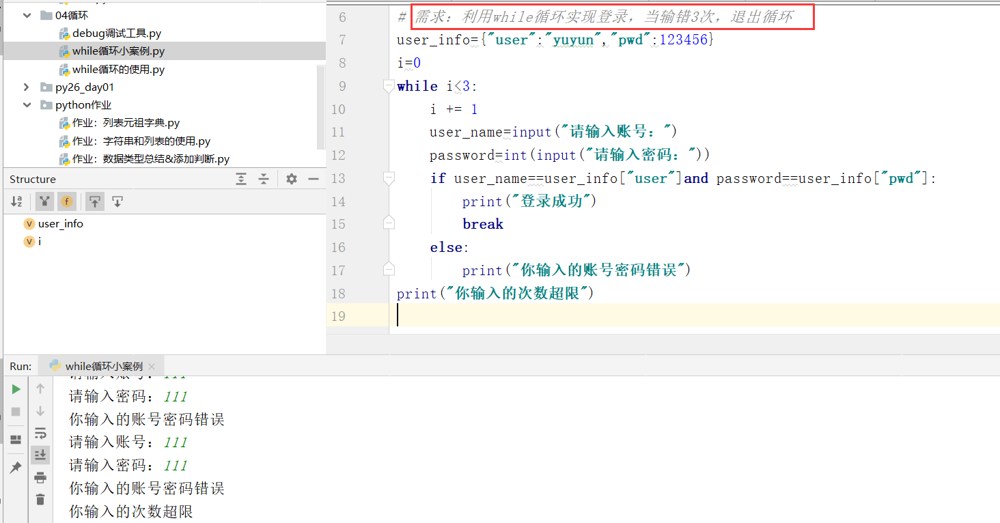 04循环
debug调试工具.py
while循环小案例.py
while循环的使用.py
py26_day01
python作业
作业：列表元祖字典.py
作业：字符串和列表的使用.py
作业：数据类型总结&添加判断.py
Structure
user_info
i
6 # 需求：利用while循环实现登录，当输错3次，退出循环
7 user_info={"user":"yuyun","pwd":123456}
8 i=0
9 while i<3:
10 i += 1
11 user_name=input("请输入账号：")
12 password=int(input("请输入密码："))
13 if user_name==user_info["user"]and password==user_info["pwd"]:
14 print("登录成功")
15 break
16 else:
17 print("你输入的账号密码错误")
18 print("你输入的次数超限")
19
Run: while循环小案例
请输入账号：111
请输入密码：111
你输入的账号密码错误
请输入账号：111
请输入密码：111
你输入的账号密码错误
你输入的次数超限